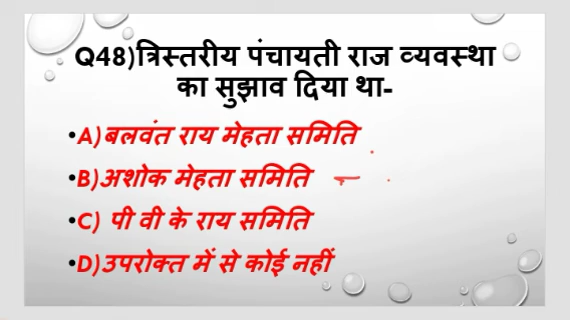 Q48)त्रिस्तरीय पंचायती राज व्यवस्था
का सुझाव दिया था-
•A)बलवंत राय मेहता समिति
•B)अशोक मेहता समिति
•C) पी वी के राय समिति
•D)उपरोक्त में से कोई नहीं